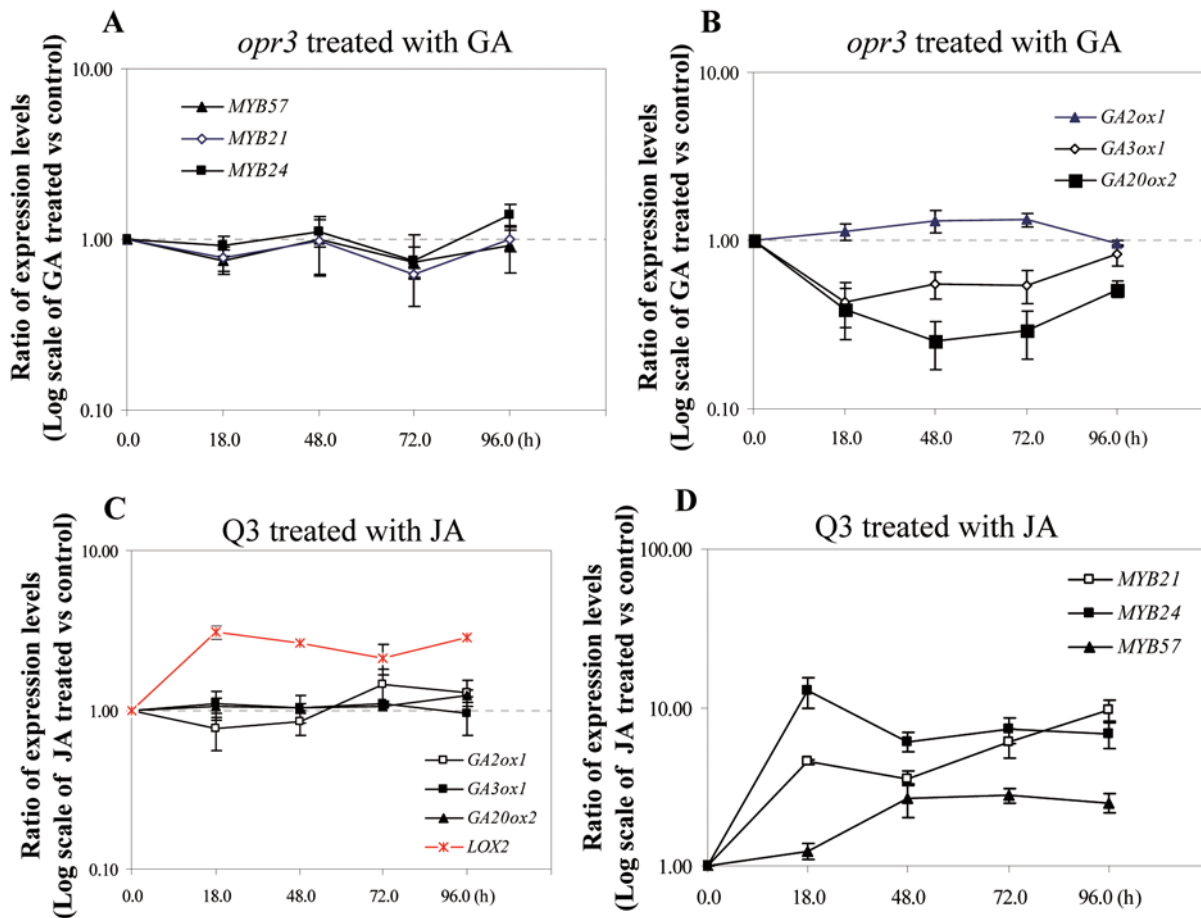 A
opr3 treated with GA
Ratio of expression levels
(Log scale of GA treated vs control)
10.00
1.00
0.10
MYB57
MYB21
MYB24
0.0 18.0 48.0 72.0 96.0 (h)
B
opr3 treated with GA
Ratio of expression levels
(Log scale of GA treated vs control)
10.00
1.00
0.10
GA2ox1
GA3ox1
GA20ox2
0.0 18.0 48.0 72.0 96.0 (h)
C
Q3 treated with JA
Ratio of expression levels
(Log scale of JA treated vs control)
10.00
1.00
0.10
GA2ox1
GA3ox1
GA20ox2
LOX2
0.0 18.0 48.0 72.0 96.0 (h)
D
Q3 treated with JA
Ratio of expression levels
(Log scale of JA treated vs control)
100.00
10.00
1.00
MYB21
MYB24
MYB57
0.0 18.0 48.0 72.0 96.0 (h)